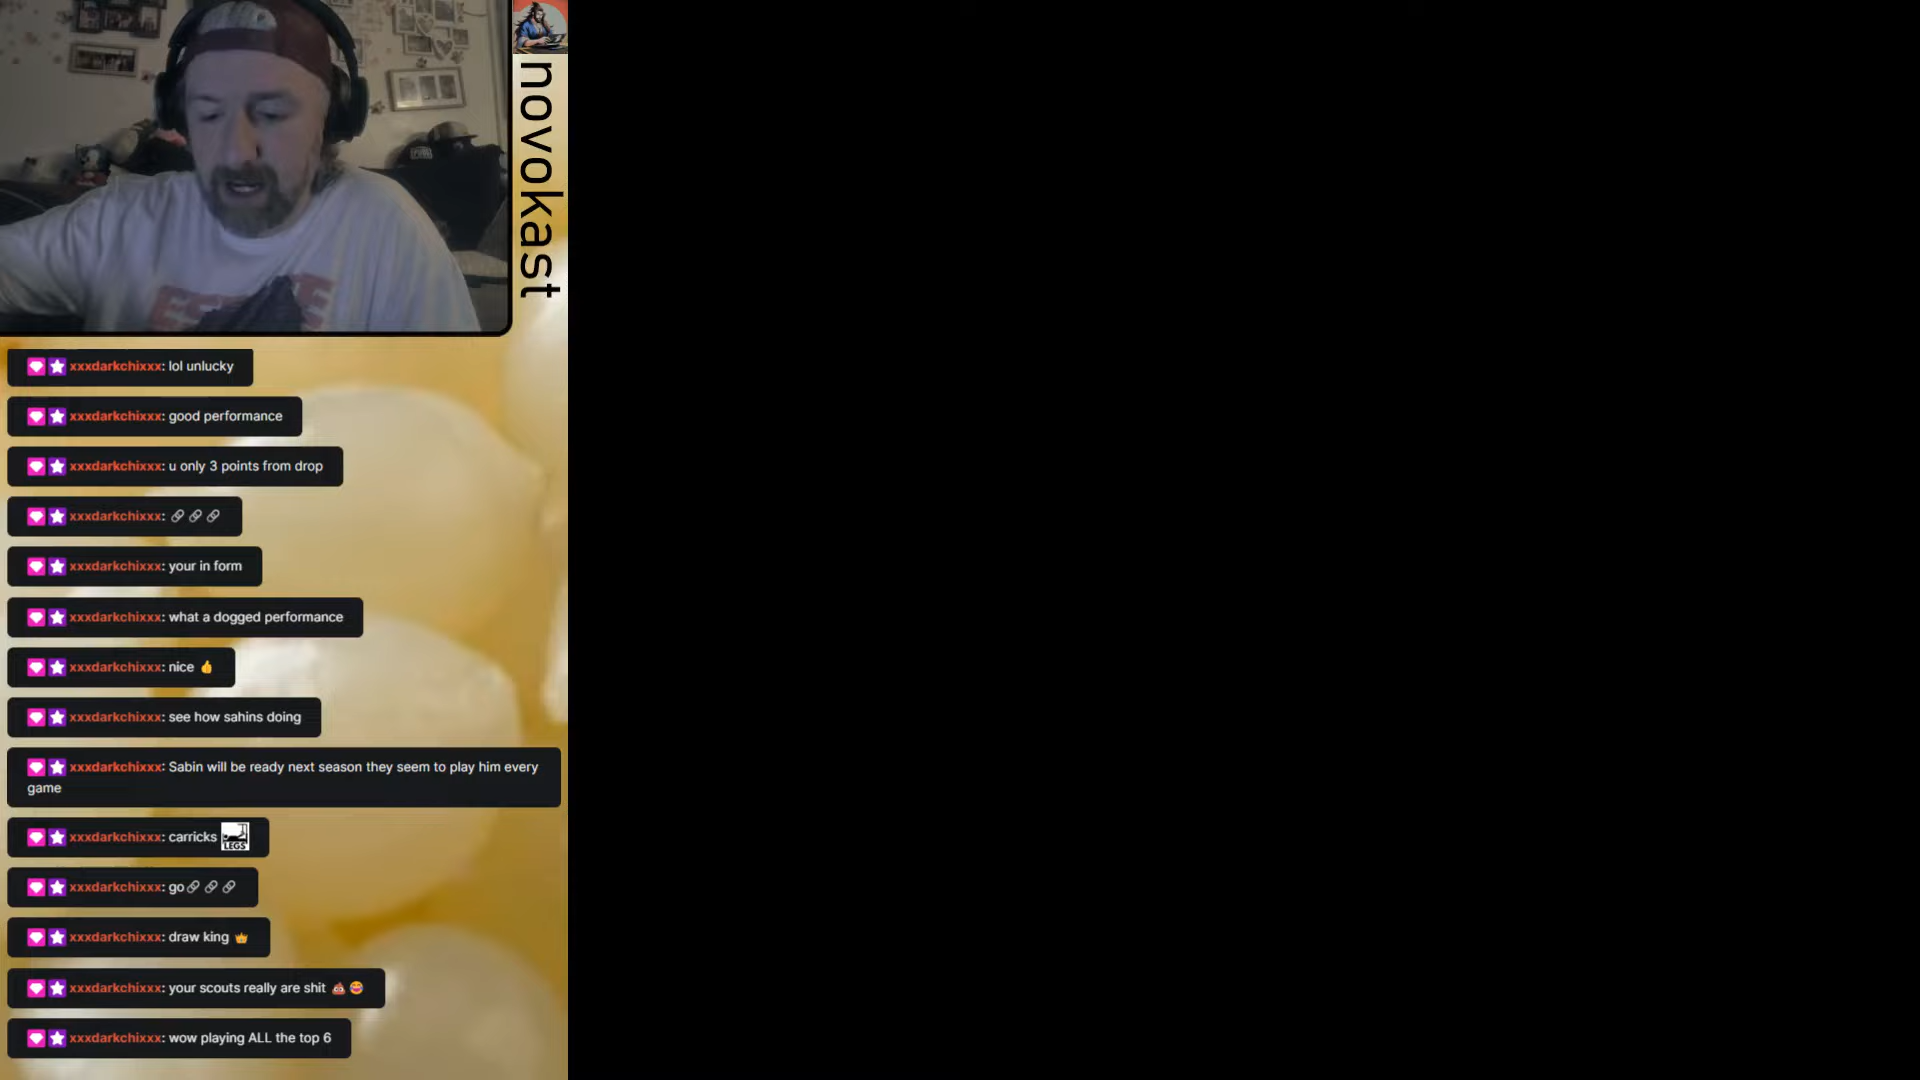 novokast
xxxdarkchixxx: lol unlucky
xxxdarkchixxx: good performance
xxxdarkchixxx: u only 3 points from drop
xxxdarkchixxx: 🔗 🔗 🔗
xxxdarkchixxx: your in form
xxxdarkchixxx: what a dogged performance
xxxdarkchixxx: nice 👍
xxxdarkchixxx: see how sahins doing
xxxdarkchixxx: Sabin will be ready next season they seem to play him every
game
xxxdarkchixxx: carricks LEGS
xxxdarkchixxx: go🔗 🔗 🔗
xxxdarkchixxx: draw king 👑
xxxdarkchixxx: your scouts really are shit 💩 😂
xxxdarkchixxx: wow playing ALL the top 6